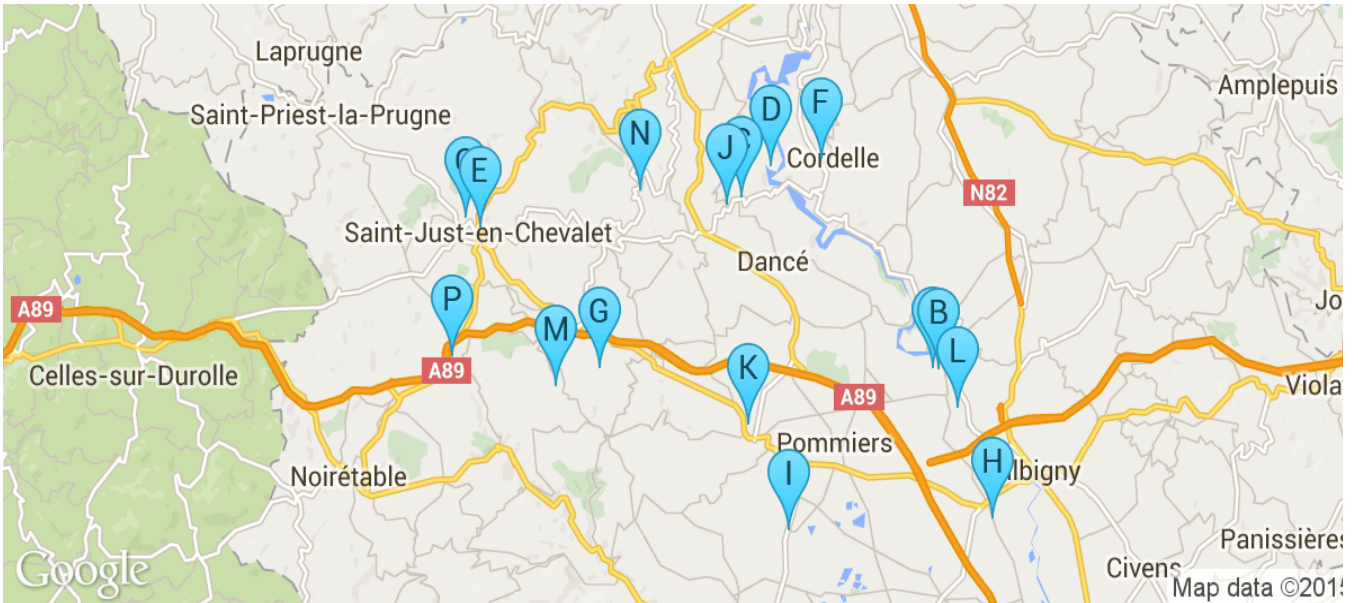 Laprugne
Amplepuis
Saint-Priest-la-Prugne
F
D
N
J
Cordelle
E
N82
Saint-Just-en-Chevalet
Dancé
A89
P
G
B
M
L
A89
K
Celles-sur-Durolle
A89
Viola
Pommiers
H
lbigny
I
Noirétable
Panissières
Civens
Google
Map data ©2015